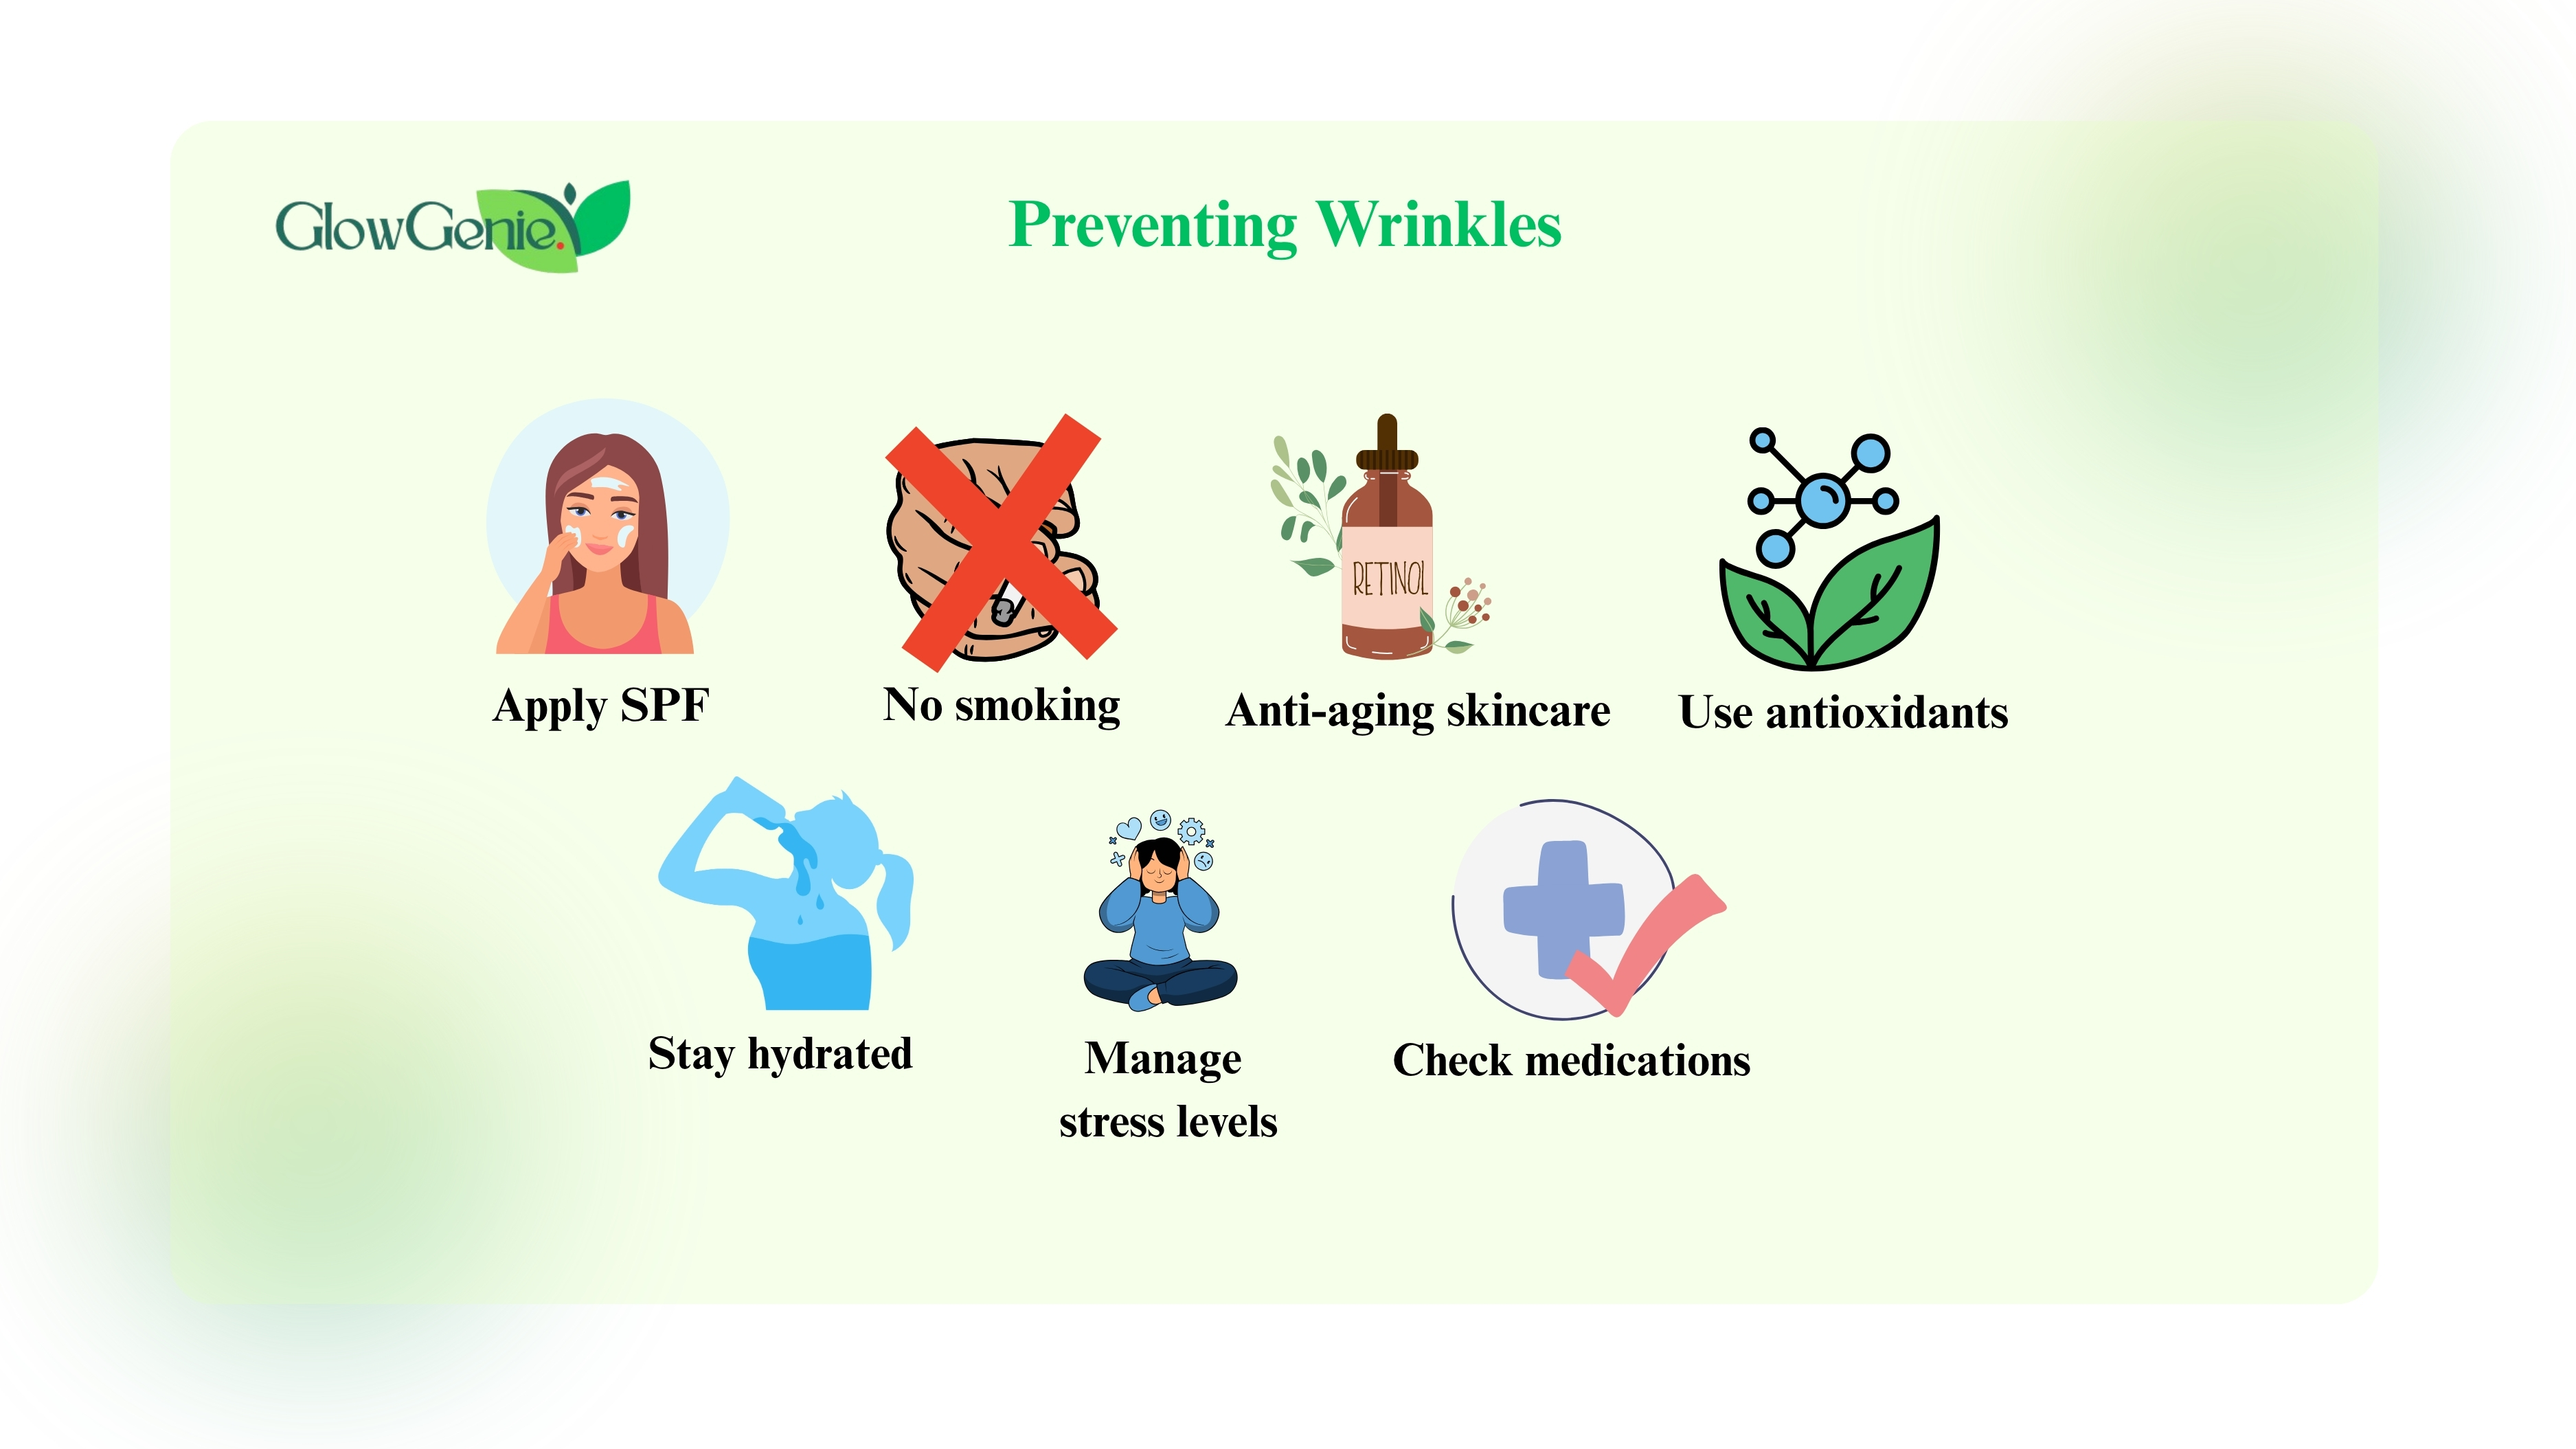 GlowGenie.
Preventing Wrinkles
RETINOL
Apply SPF
No smoking
Anti-aging skincare
Use antioxidants
Stay hydrated
Manage
stress levels
Check medications